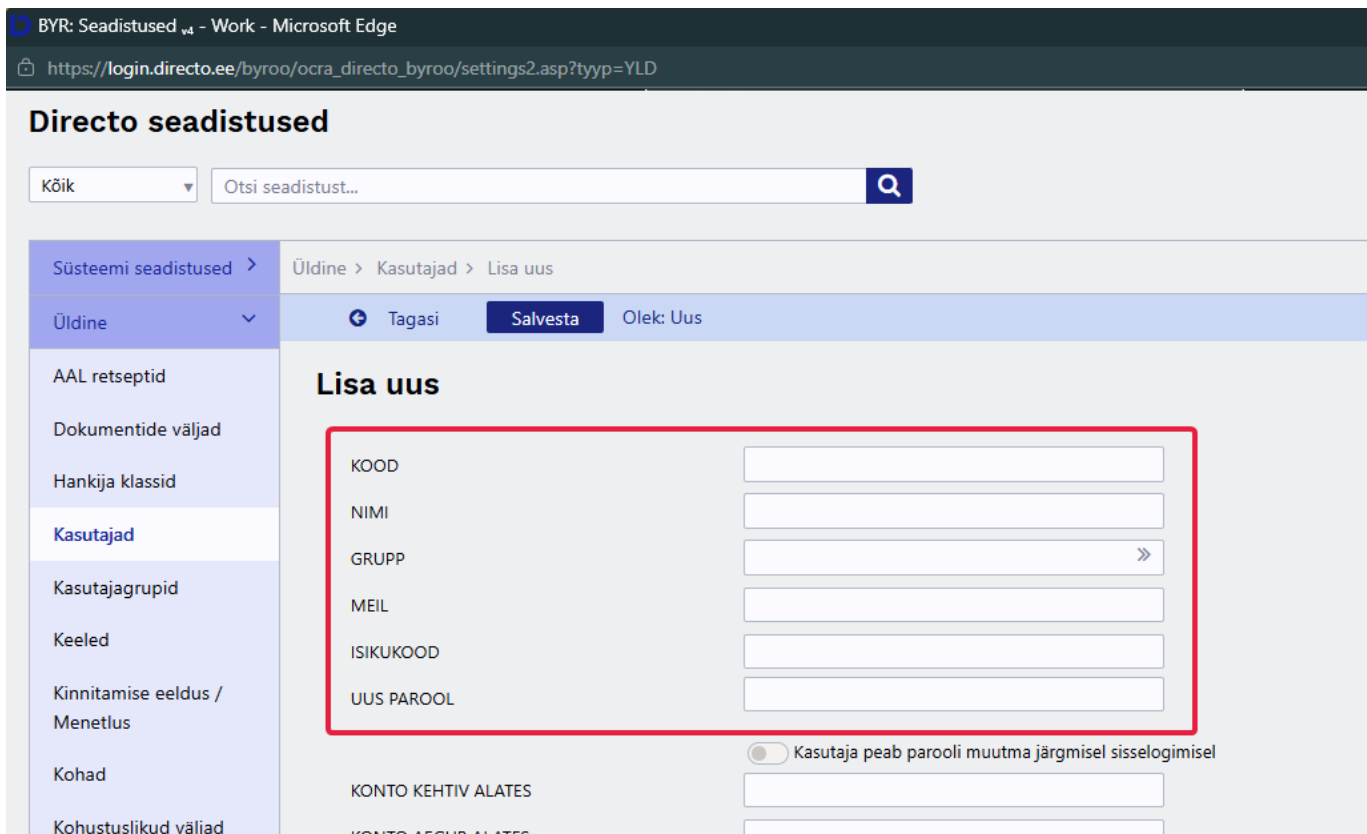 BYR: Seadistused v4 - Work - Microsoft Edge
https://login.directo.ee/byroo/ocra_directo_byroo/settings2.asp?tyyp=YLD
Directo seadistused
Kõik
Otsi seadistust...
Süsteemi seadistused
Üldine > Kasutajad > Lisa uus
Üldine
Tagasi Salvesta Olek: Uus
AAL retseptid
Lisa uus
Dokumentide väljad
Hankija klassid
Kasutajad
Kasutajagrupid
Keeled
Kinnitamise eeldus /
Menetlus
Kohad
Kohustuslikud väljad
KOOD
NIMI
GRUPP
MEIL
ISIKUKOOD
UUS PAROOL
Kasutaja peab parooli muutma järgmisel sisselogimisel
KONTO KEHTIV ALATES
KONTO AEGUB ALATES